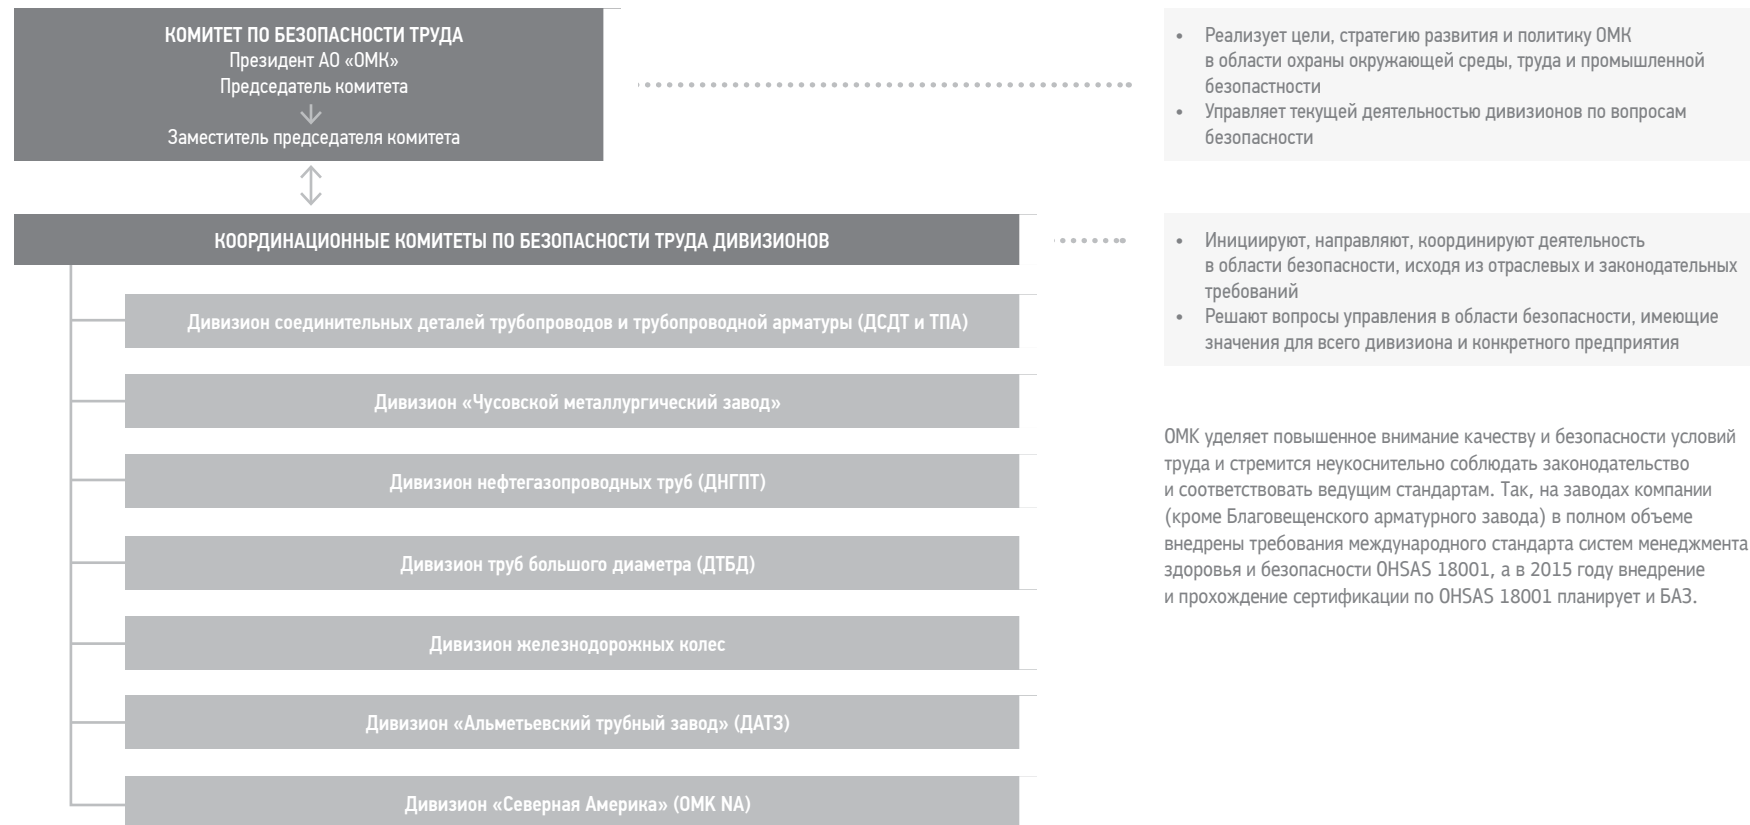 КОМИТЕТ ПО БЕЗОПАСНОСТИ ТРУДА
Президент АО «ОМК»
Председатель комитета
Заместитель председателя комитета
• Реализует цели, стратегию развития и политику ОМК
в области охраны окружающей среды, труда и промышленной
безопастности
• Управляет текущей деятельностью дивизионов по вопросам
безопасности
КООРДИНАЦИОННЫЕ КОМИТЕТЫ ПО БЕЗОПАСНОСТИ ТРУДА ДИВИЗИОНОВ
• Инициируют, направляют, координируют деятельность
в области безопасности, исходя из отраслевых и законодательных
требований
• Решают вопросы управления в области безопасности, имеющие
значения для всего дивизиона и конкретного предприятия
Дивизион соединительных деталей трубопроводов и трубопроводной арматуры (ДСДТ и ТПА)
Дивизион «Чусовской металлургический завод»
Дивизион нефтегазопроводных труб (ДНГПТ)
Дивизион труб большого диаметра (ДТБД)
Дивизион железнодорожных колес
Дивизион «Альметьевский трубный завод» (ДАТЗ)
Дивизион «Северная Америка» (OMK NA)
ОМК уделяет повышенное внимание качеству и безопасности условий
труда и стремится неукоснительно соблюдать законодательство
и соответствовать ведущим стандартам. Так, на заводах компании
(кроме Благовещенского арматурного завода) в полном объеме
внедрены требования международного стандарта систем менеджмента
здоровья и безопасности OHSAS 18001, а в 2015 году внедрение
и прохождение сертификации по OHSAS 18001 планирует и БАЗ.